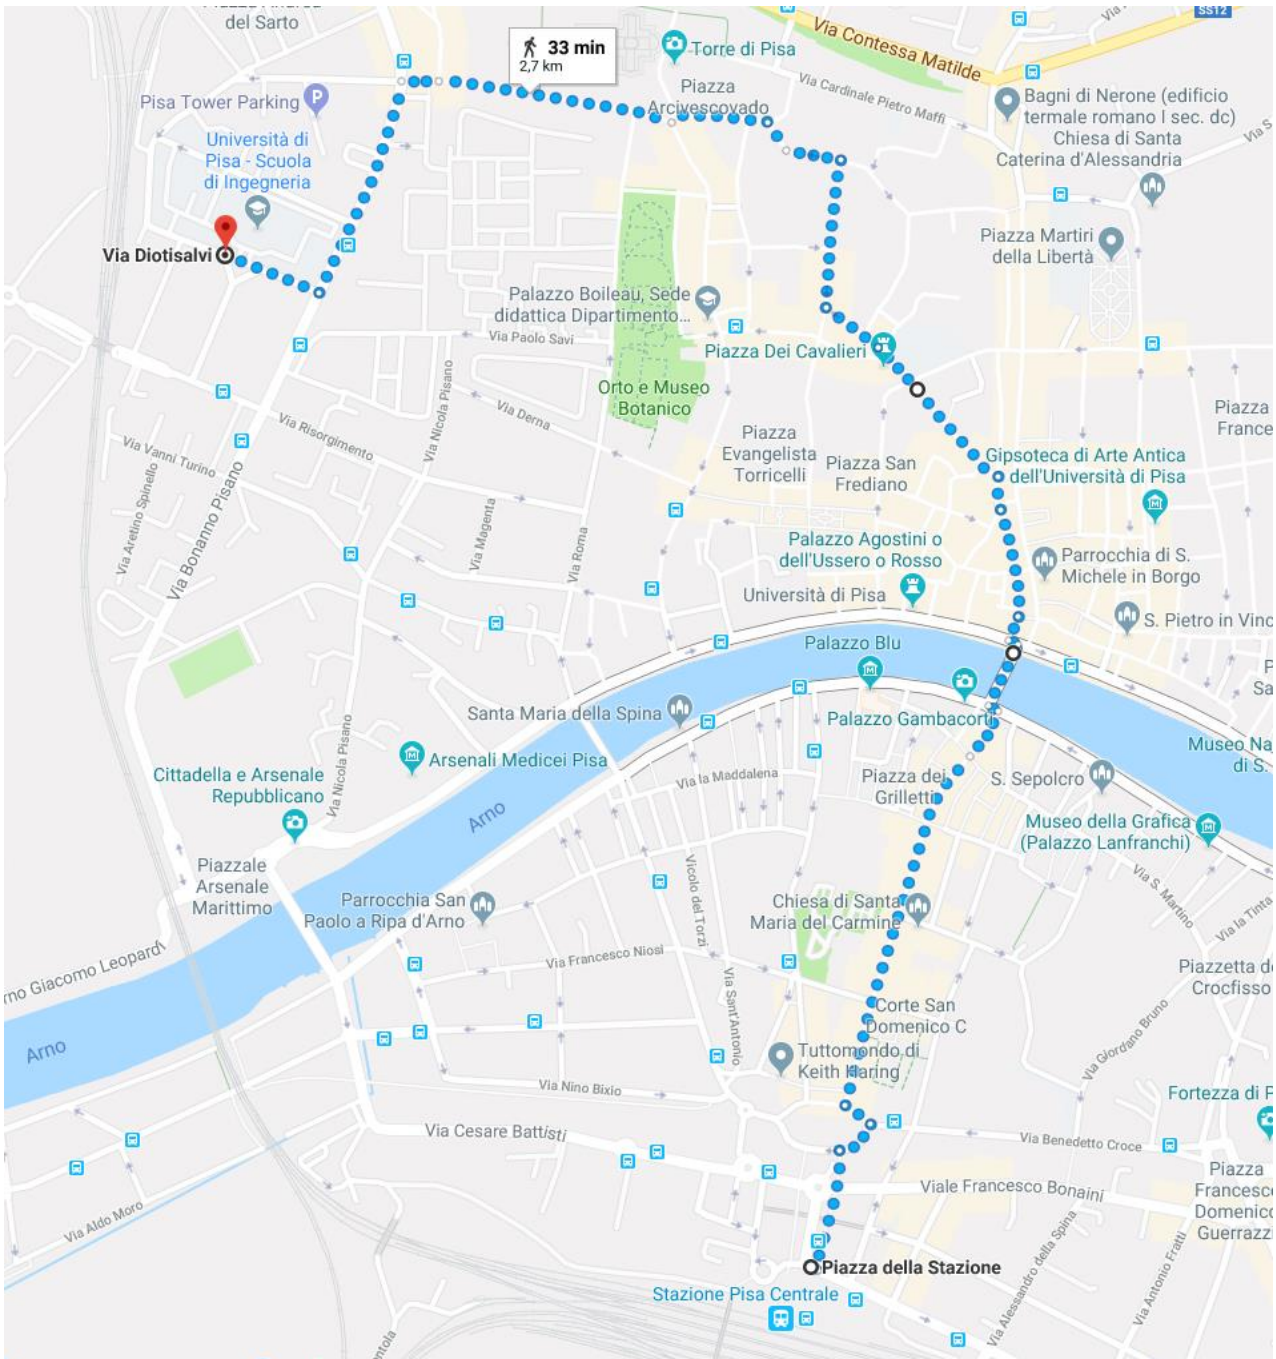 del Sarto
SS12
Via Contessa Matilde
33 min
2,7 km
Torre di Pisa
Piazza
Arcivescovado
Via Cardinale Pietro Maffi
Pisa Tower Parking
P
Bagni di Nerone (edificio
termale romano I sec. dc)
Chiesa di Santa
Caterina d'Alessandria
Università di
Pisa - Scuola
di Ingegneria
Via Diotisalvi
Piazza Martiri
della Libertà
Palazzo Boileau, Sede
didattica Dipartimento...
Via Paolo Savi
Piazza Dei Cavalieri
Orto e Museo
Botanico
Via Nicola Pisano
Via Derna
Via Risorgimento
Via Vanni Turino
Via Aretino Spinello
Via Bonanno Pisano
Piazza
Evangelista
Torricelli
Piazza San
Frediano
Piazza
France
Gipsoteca di Arte Antica
dell'Università di Pisa
Via Magenta
Via Roma
Palazzo Agostini o
dell'Ussero o Rosso
Università di Pisa
Parrocchia di S.
Michele in Borgo
S. Pietro in Vinc
Palazzo Blu
Palazzo Gambacorti
Santa Maria della Spina
Arsenali Medicei Pisa
Via Nicola Pisano
Cittadella e Arsenale
Repubblicano
Arno
Via la Maddalena
Piazza dei
Grilletti
S. Sepolcro
Museo Na
di S.
Museo della Grafica
(Palazzo Lanfranchi)
Piazzale
Arsenale
Marittimo
Parrocchia San
Paolo a Ripa d'Arno
Vicolo del Torzi
Chiesa di Santa
Maria del Carmine
Via S. Martino
Via la Tinta
rno Giacomo Leopardi
Via Francesco Niosi
Via Sant'Antonio
Piazzetta de
Crocfisso
Corte San
Domenico C
Via Giordano Bruno
Arno
Tuttomondo di
Keith Haring
Via Nino Bixio
Fortezza di P
Via Cesare Battisti
Via Benedetto Croce
Viale Francesco Bonaini
Piazza
Francesco
Domenico
Guerrazzi
Via Aldo Moro
Via Alessandro della Spina
Via Antonio Fratti
Piazza della Stazione
Stazione Pisa Centrale